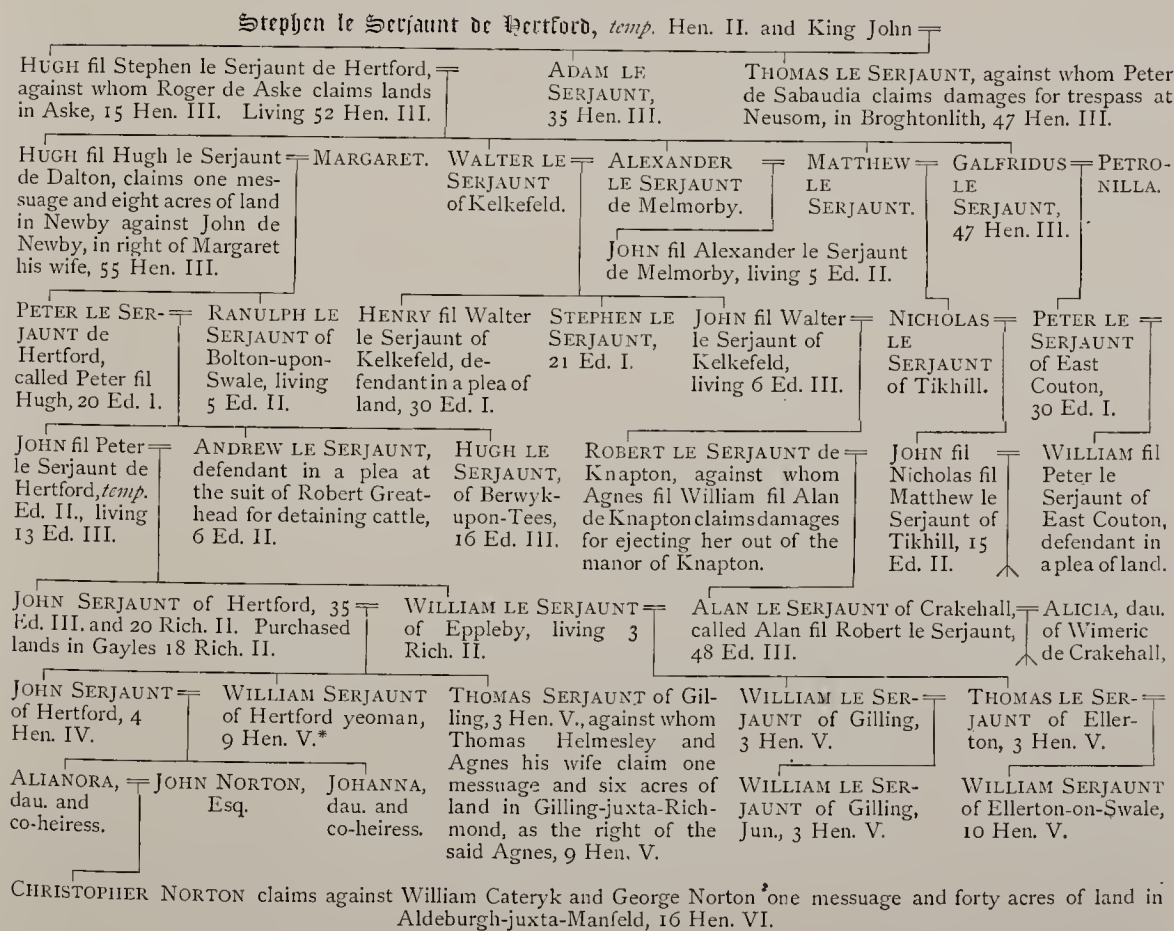 Stephen le Serjaunt de Hertford, temp. Hen. II. and King John
HUGH fil Stephen le Serjaunt de Hertford,
against whom Roger de Aske claims lands
in Aske, 15 Hen. III. Living 52 Hen. III.
ADAM LE
SERJAUNT,
35 Hen. III.
THOMAS LE SERJAUNT, against whom Peter
de Sabaudia claims damages for trespass at
Neusom, in Broghtonlith, 47 Hen. III.
HUGH fil Hugh le Serjaunt
de Dalton, claims one mes-
suage and eight acres of land
in Newby against John de
Newby, in right of Margaret
his wife, 55 Hen. III.
MARGARET.
WALTER LE
SERJAUNT
of Kelkefeld.
ALEXANDER
LE SERJAUNT
de Melmorby.
MATTHEW
LE
SERJAUNT.
GALFRIDUS
LE
SERJAUNT,
47 Hen. III.
PETRO-
NILLA.
JOHN fil Alexander le Serjaunt
de Melmorby, living 5 Ed. II.
PETER LE SER-
JAUNT de
Hertford,
called Peter fil
Hugh, 20 Ed. I.
RANULPH LE
SERJAUNT of
Bolton-upon-
Swale, living
5 Ed. II.
HENRY fil Walter
le Serjaunt of
Kelkefeld, de-
fendant in a plea of
land, 30 Ed. I.
STEPHEN LE
SERJAUNT,
21 Ed. I.
JOHN fil Walter
le Serjaunt of
Kelkefeld,
living 6 Ed. III.
NICHOLAS
LE
SERJAUNT
of Tikhill.
PETER LE
SERJAUNT
of East
Couton,
30 Ed. I.
JOHN fil Peter
le Serjaunt de
Hertford, temp.
Ed. II., living
13 Ed. III.
ANDREW LE SERJAUNT,
defendant in a plea at
the suit of Robert Great-
head for detaining cattle,
6 Ed. II.
HUGH LE
SERJAUNT,
of Berwyk-
upon-Tees,
16 Ed. III.
ROBERT LE SERJAUNT de
Knapton, against whom
Agnes fil William fil Alan
de Knapton claims damages
for ejecting her out of the
manor of Knapton.
JOHN fil
Nicholas fil
Matthew le
Serjaunt of
Tikhill, 15
Ed. II.
WILLIAM fil
Peter le
Serjaunt of
East Couton,
defendant in
a plea of land.
JOHN SERJAUNT of Hertford, 35
Ed. III. and 20 Rich. II. Purchased
lands in Gayles 18 Rich. II.
WILLIAM LE SERJAUNT
of Eppleby, living 3
Rich. II.
ALAN LE SERJAUNT of Crakehall,
called Alan fil Robert le Serjaunt,
48 Ed. III.
ALICIA, dau.
of Wimeric
de Crakehall,
JOHN SERJAUNT
of Hertford, 4
Hen. IV.
WILLIAM SERJAUNT
of Hertford yeoman,
9 Hen. V.*
THOMAS SERJAUNT of Gil-
ling, 3 Hen. V., against whom
Thomas Helmesley and
Agnes his wife claim one
messuage and six acres of
land in Gilling-juxta-Rich-
mond, as the right of the
said Agnes, 9 Hen. V.
WILLIAM LE SER-
JAUNT of Gilling,
3 Hen. V.
THOMAS LE SER-
JAUNT of Eller-
ton, 3 Hen. V.
ALIANORA,
dau. and
co-heiress.
JOHN NORTON,
Esq.
JOHANNA,
dau. and
co-heiress.
WILLIAM LE SER-
JAUNT of Gilling,
Jun., 3 Hen. V.
WILLIAM SERJAUNT
of Ellerton-on-Swale,
10 Hen. V.
CHRISTOPHER NORTON claims against William Cateryk and George Norton one messuage and forty acres of land in
Aldeburgh-juxta-Manfeld, 16 Hen. VI.